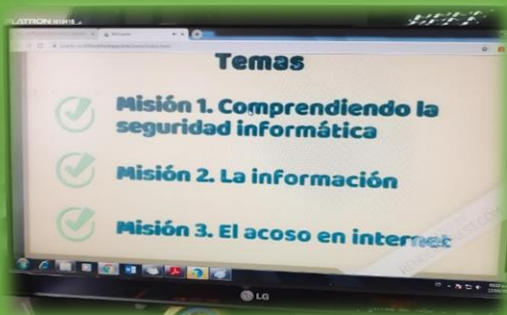 Temas
Misión 1. Comprendiendo la
seguridad informática
Misión 2. La información
Misión 3. El acoso en internet
LG